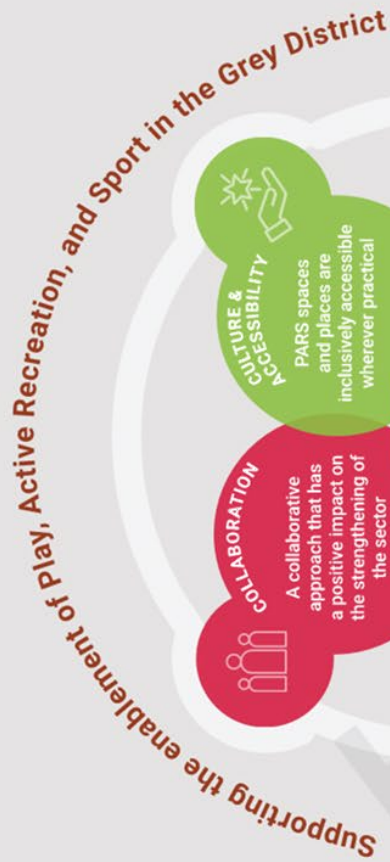 Supporting the enablement of Play, Active Recreation, and Sport in the Grey District
COLLABORATION
A collaborative
approach that has
a positive impact on
the strengthening of
the sector
CULTURE &
ACCESSIBILITY
PARS spaces
and places are
inclusively accessible
wherever practical